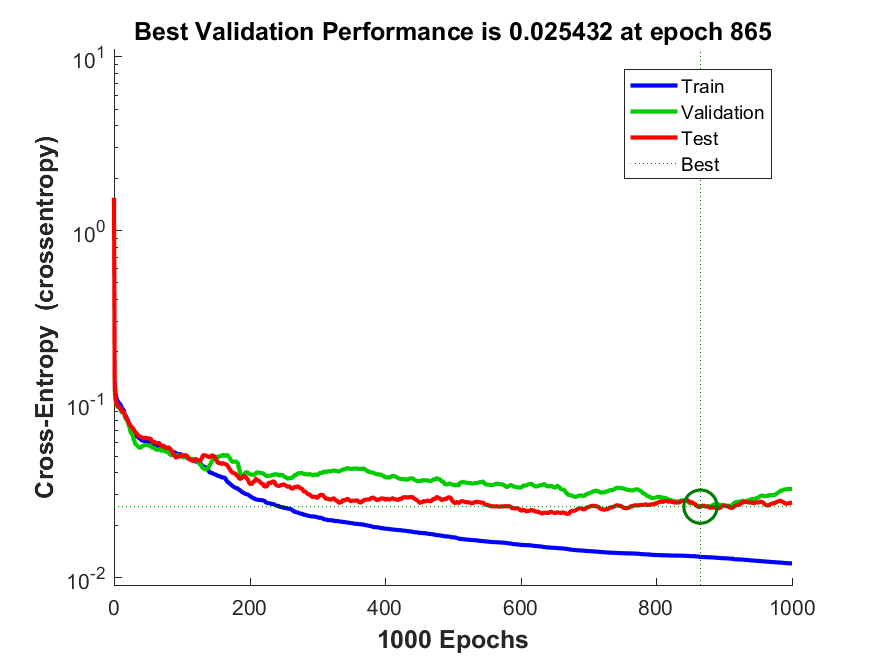 Best Validation Performance is 0.025432 at epoch 865
Cross-Entropy (crossentropy)
10^1
10^0
10^-1
10^-2
Train
Validation
Test
Best
0 200 400 600 800 1000
1000 Epochs